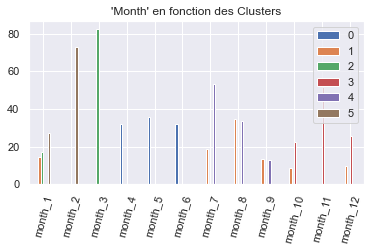 'Month' en fonction des Clusters
80
60
40
20
0
0
1
2
3
4
5
month_1
month_2
month_3
month_4
month_5
month_6
month_7
month_8
month_9
month_10
month_11
month_12